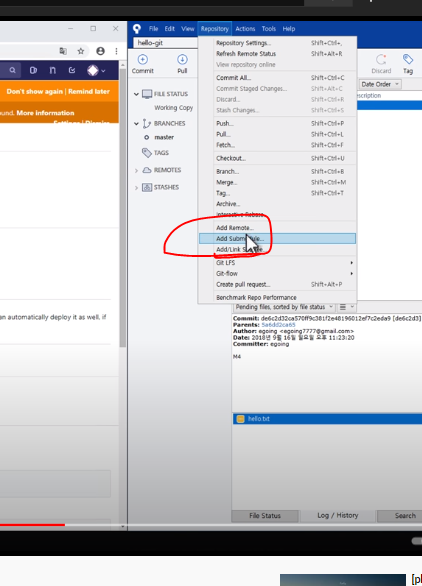 File Edit View Repository Actions Tools Help
hello-git
Commit Pull Discard Tag
Don't show again | Remind later
ound. More information
FILE STATUS
Working Copy
BRANCHES
master
TAGS
REMOTES
STASHES
Repository Settings... Shift+Ctrl+,
Refresh Remote Status Shift+Alt+R
View repository online
Commit All... Shift+Ctrl+C
Commit Staged Changes... Shift+Alt+C
Discard... Shift+Ctrl+R
Stash Changes... Shift+Ctrl+S
Push... Shift+Ctrl+P
Pull... Shift+Ctrl+L
Fetch... Shift+Ctrl+F
Checkout... Shift+Ctrl+U
Branch... Shift+Ctrl+B
Merge... Shift+Ctrl+M
Tag... Shift+Ctrl+T
Archive...
Interactive Rebase...
Add Remote...
Add Subm
Add/Link S
Git LFS
Git-flow
Create pull request... Shift+Alt+P
Benchmark Repo Performance
Date Order
scription
an automatically deploy it as well. if
Pending files, sorted by file status
Commit: de6c2d32ca570ff9c381f2e48196012ef7c2eda9 [de6c2d3]
Parents: 5a6dd2ca65
Author: egoing <egoing7777@gmail.com>
Date: 2018년 9월 16일 일요일 오후 11:23:20
Committer: egoing
M4
hello.txt
File Status Log / History Search